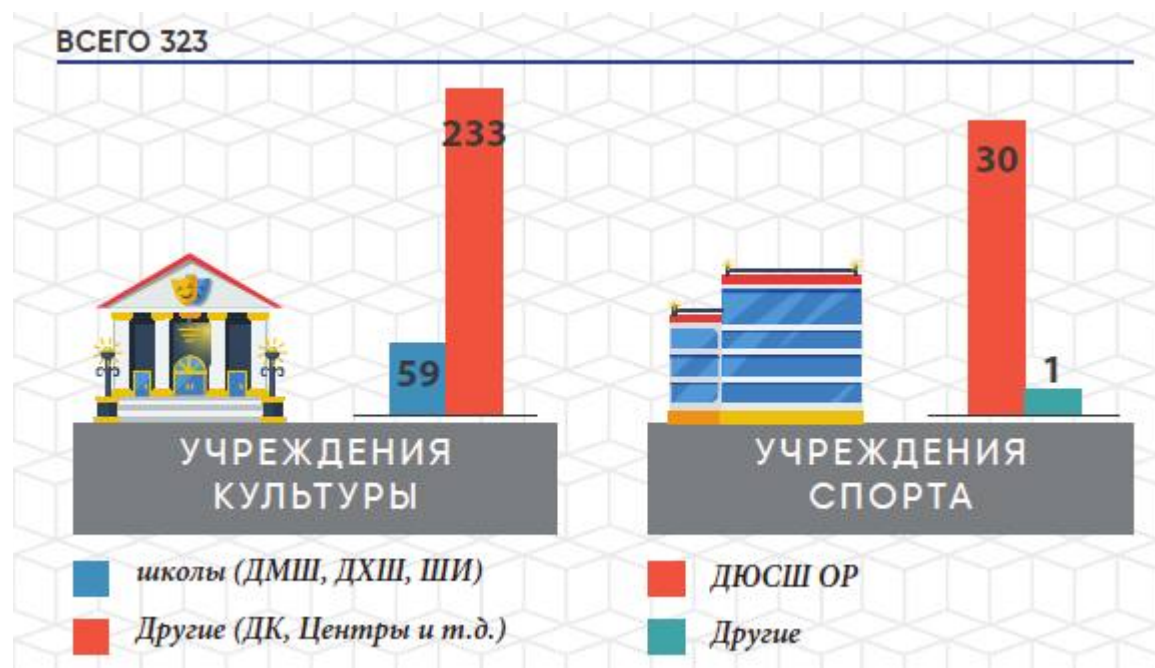 ВСЕГО 323
233
59
30
1
УЧРЕЖДЕНИЯ
КУЛЬТУРЫ
УЧРЕЖДЕНИЯ
СПОРТА
школы (ДМШ, ДХШ, ШИ)
Другие (ДК, Центры и т.д.)
ДЮСШ ОР
Другие